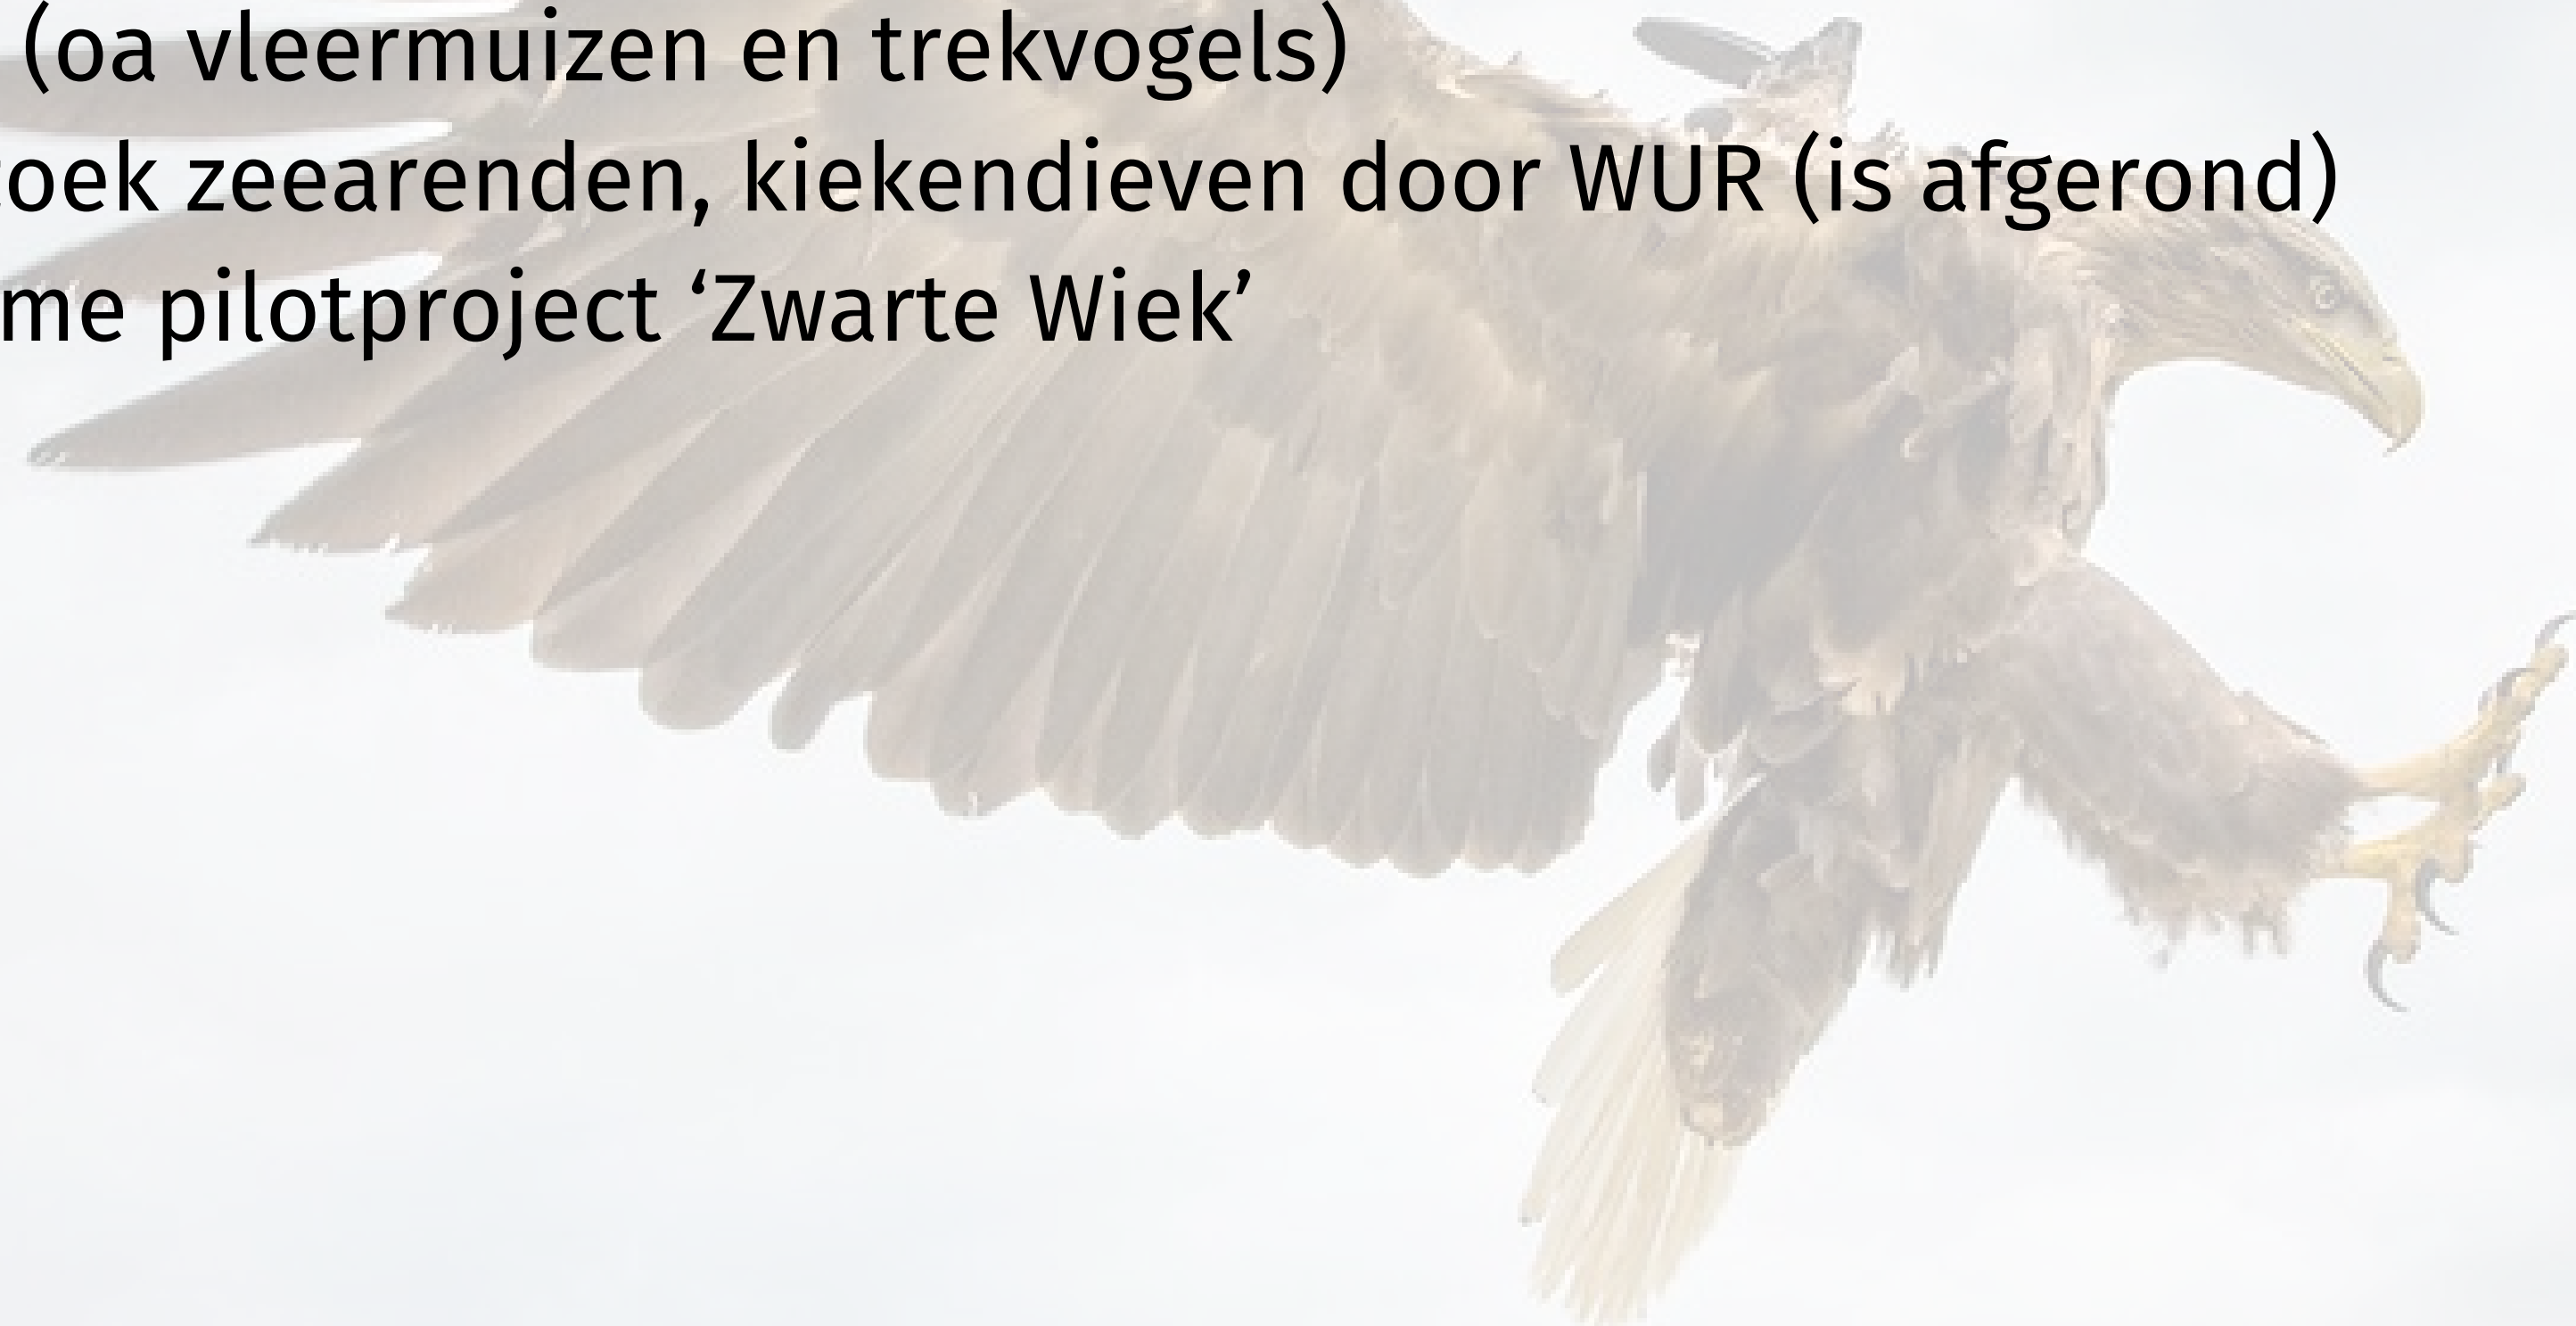 (oa vleermuizen en trekvogels)
oek zeearenden, kiekendieven door WUR (is afgerond)
me pilotproject ‘Zwarte Wiek’